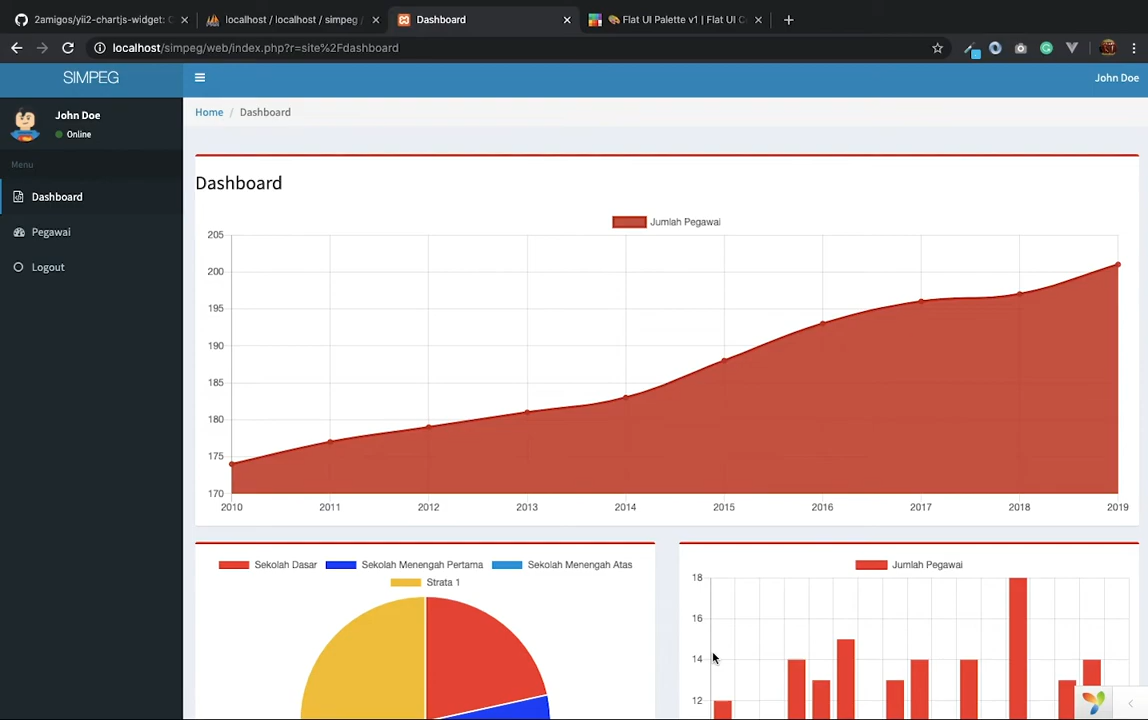 2amigos/yii2-chartjs-widget: C
localhost / localhost / simpeg /
Dashboard
Flat UI Palette v1 | Flat UI C
localhost/simpeg/web/index.php?r=site%2Fdashboard
SIMPEG
John Doe
John Doe
Online
Home / Dashboard
Menu
Dashboard
Pegawai
Logout
Dashboard
Jumlah Pegawai
205
200
195
190
185
180
175
170
2010 2011 2012 2013 2014 2015 2016 2017 2018 2019
Sekolah Dasar Sekolah Menengah Pertama Sekolah Menengah Atas
Strata 1
Jumlah Pegawai
18
16
14
12